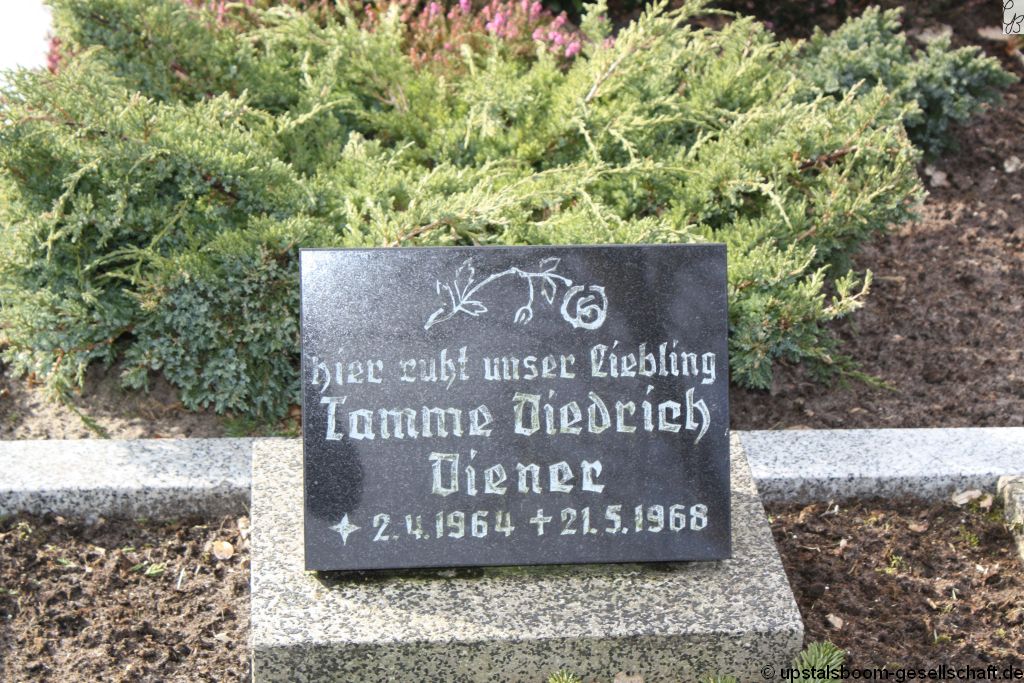 hier ruht unser Liebling
Tamme Diedrich
Diener
2.4.1964 † 21.5.1968
© upstalsboom-gesellschaft.de